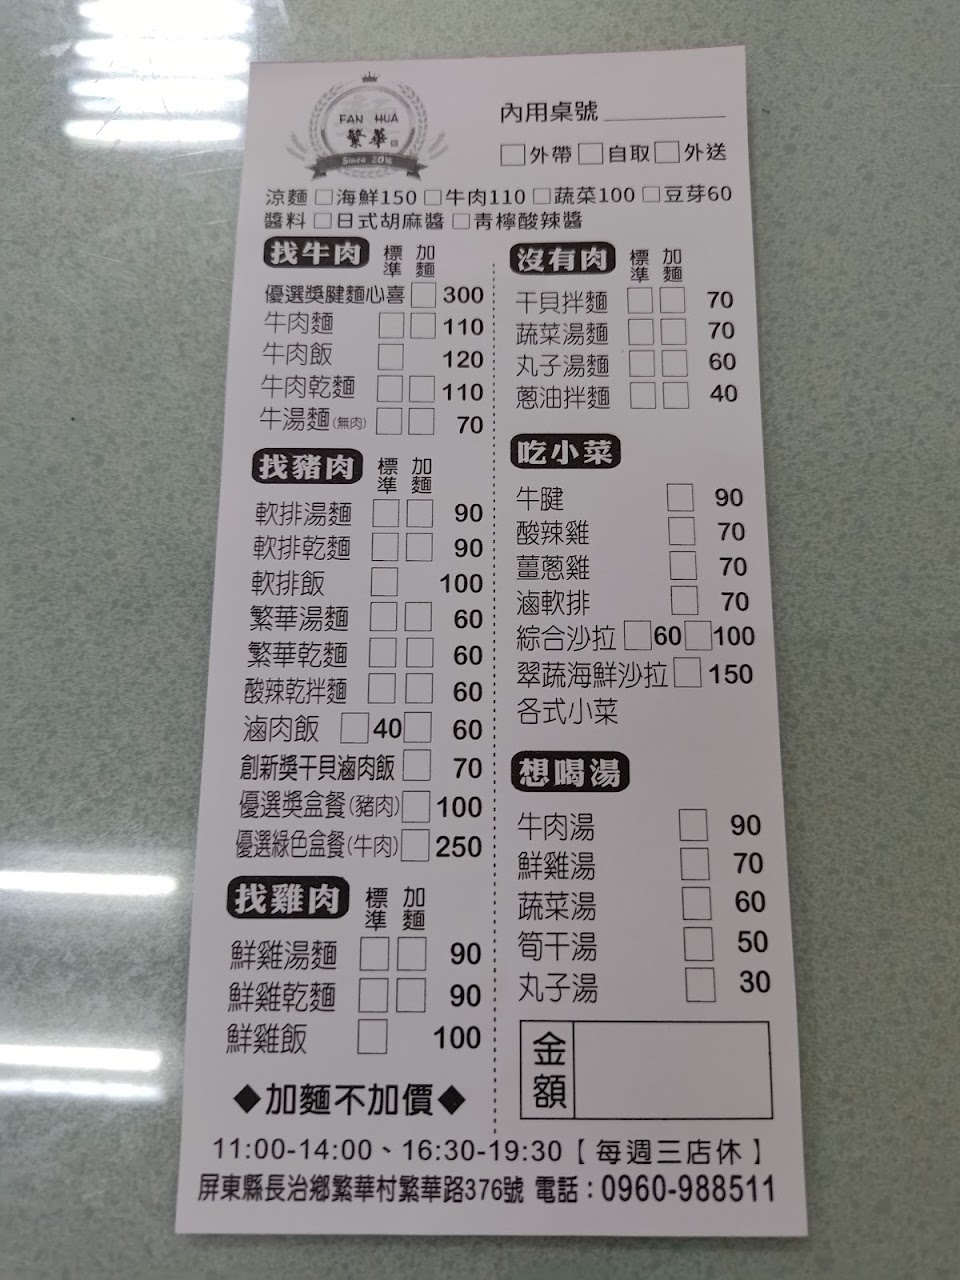 FAN HUA
繁華
Since 2016
內用桌號
□外帶□自取□外送
涼麵 □海鮮150 □牛肉110 □蔬菜100 □豆芽60
醬料 □日式胡麻醬 □青檸酸辣醬
找牛肉 標準 加麵
優選獎腱麵心喜 □ 300
牛肉麵 □□ 110
牛肉飯 □ 120
牛肉乾麵 □□ 110
牛湯麵(無肉) □□ 70
找豬肉 標準 加麵
軟排湯麵 □□ 90
軟排乾麵 □□ 90
軟排飯 □ 100
繁華湯麵 □□ 60
繁華乾麵 □□ 60
酸辣乾拌麵 □□ 60
滷肉飯 □40□ 60
創新獎干貝滷肉飯 □ 70
優選獎盒餐(豬肉) □ 100
優選綠色盒餐(牛肉) □ 250
找雞肉 標準 加麵
鮮雞湯麵 □□ 90
鮮雞乾麵 □□ 90
鮮雞飯 □ 100
◆加麵不加價◆
沒有肉 標準 加麵
干貝拌麵 □□ 70
蔬菜湯麵 □□ 70
丸子湯麵 □□ 60
蔥油拌麵 □□ 40
吃小菜
牛腱 □ 90
酸辣雞 □ 70
薑蔥雞 □ 70
滷軟排 □ 70
綜合沙拉 □60□100
翠蔬海鮮沙拉 □150
各式小菜
想喝湯
牛肉湯 □ 90
鮮雞湯 □ 70
蔬菜湯 □ 60
筍干湯 □ 50
丸子湯 □ 30
金額
11:00-14:00、16:30-19:30【每週三店休】
屏東縣長治鄉繁華村繁華路376號 電話：0960-988511